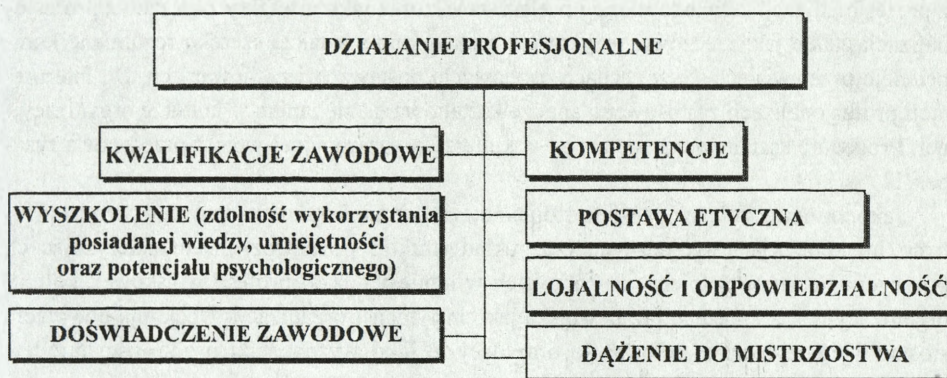 DZIAŁANIE PROFESJONALNE
KWALIFIKACJE ZAWODOWE
KOMPETENCJE
WYSZKOLENIE (zdolność wykorzystania
posiadanej wiedzy, umiejętności
oraz potencjału psychologicznego)
POSTAWA ETYCZNA
LOJALNOŚĆ I ODPOWIEDZIALNOŚĆ
DOŚWIADCZENIE ZAWODOWE
DĄŻENIE DO MISTRZOSTWA